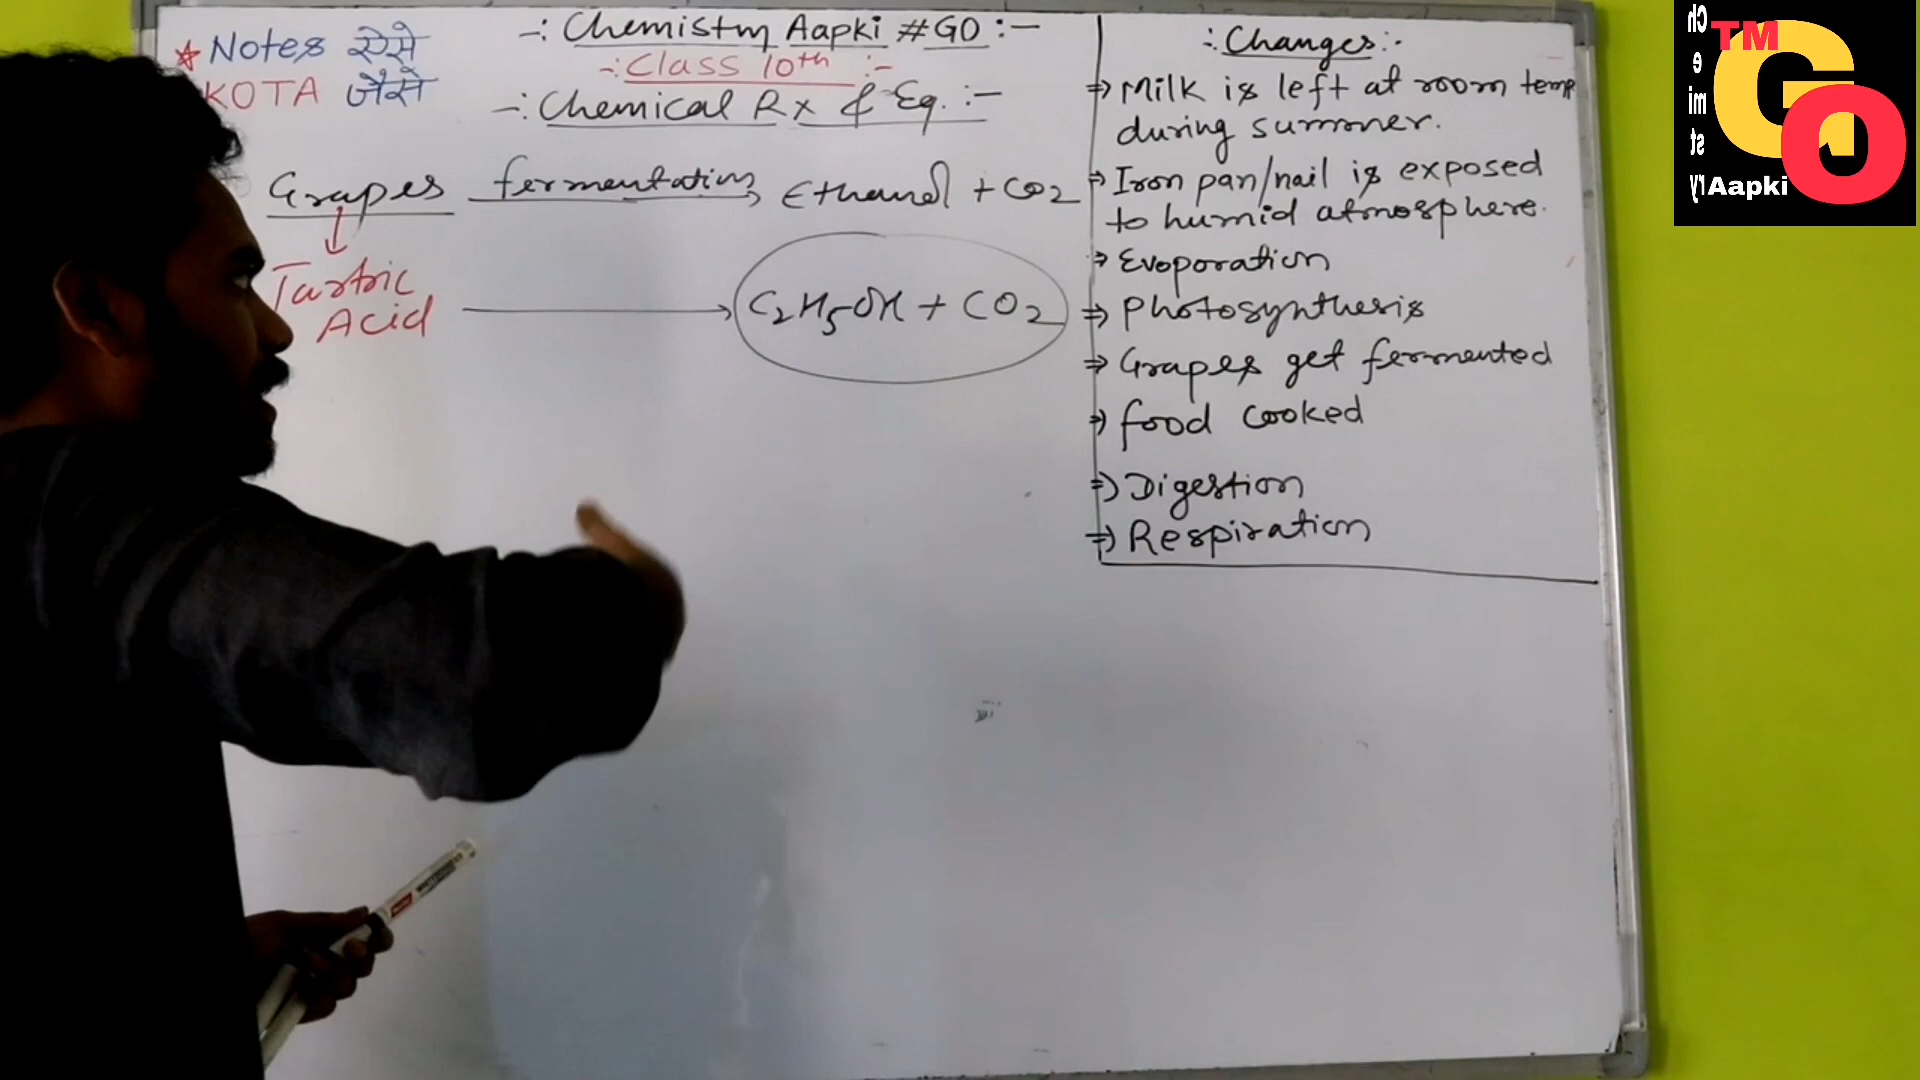 * Notes ऐसे
KOTA जैसे
-: Chemistry Aapki #GO :-
-: Class 10th :-
-: Chemical Rx & Eq. :-
Grapes fermentation → Ethanol + CO2
↓
Tartric
Acid → C2H5OH + CO2
-: Changes :-
⇒ Milk is left at room temp
during summer.
⇒ Iron pan/nail is exposed
to humid atmosphere.
⇒ Evoporation
⇒ Photosynthesis
⇒ Grapes get fermented
⇒ food cooked
⇒ Digestion
⇒ Respiration
TM
GO
Chemistry
Aapki